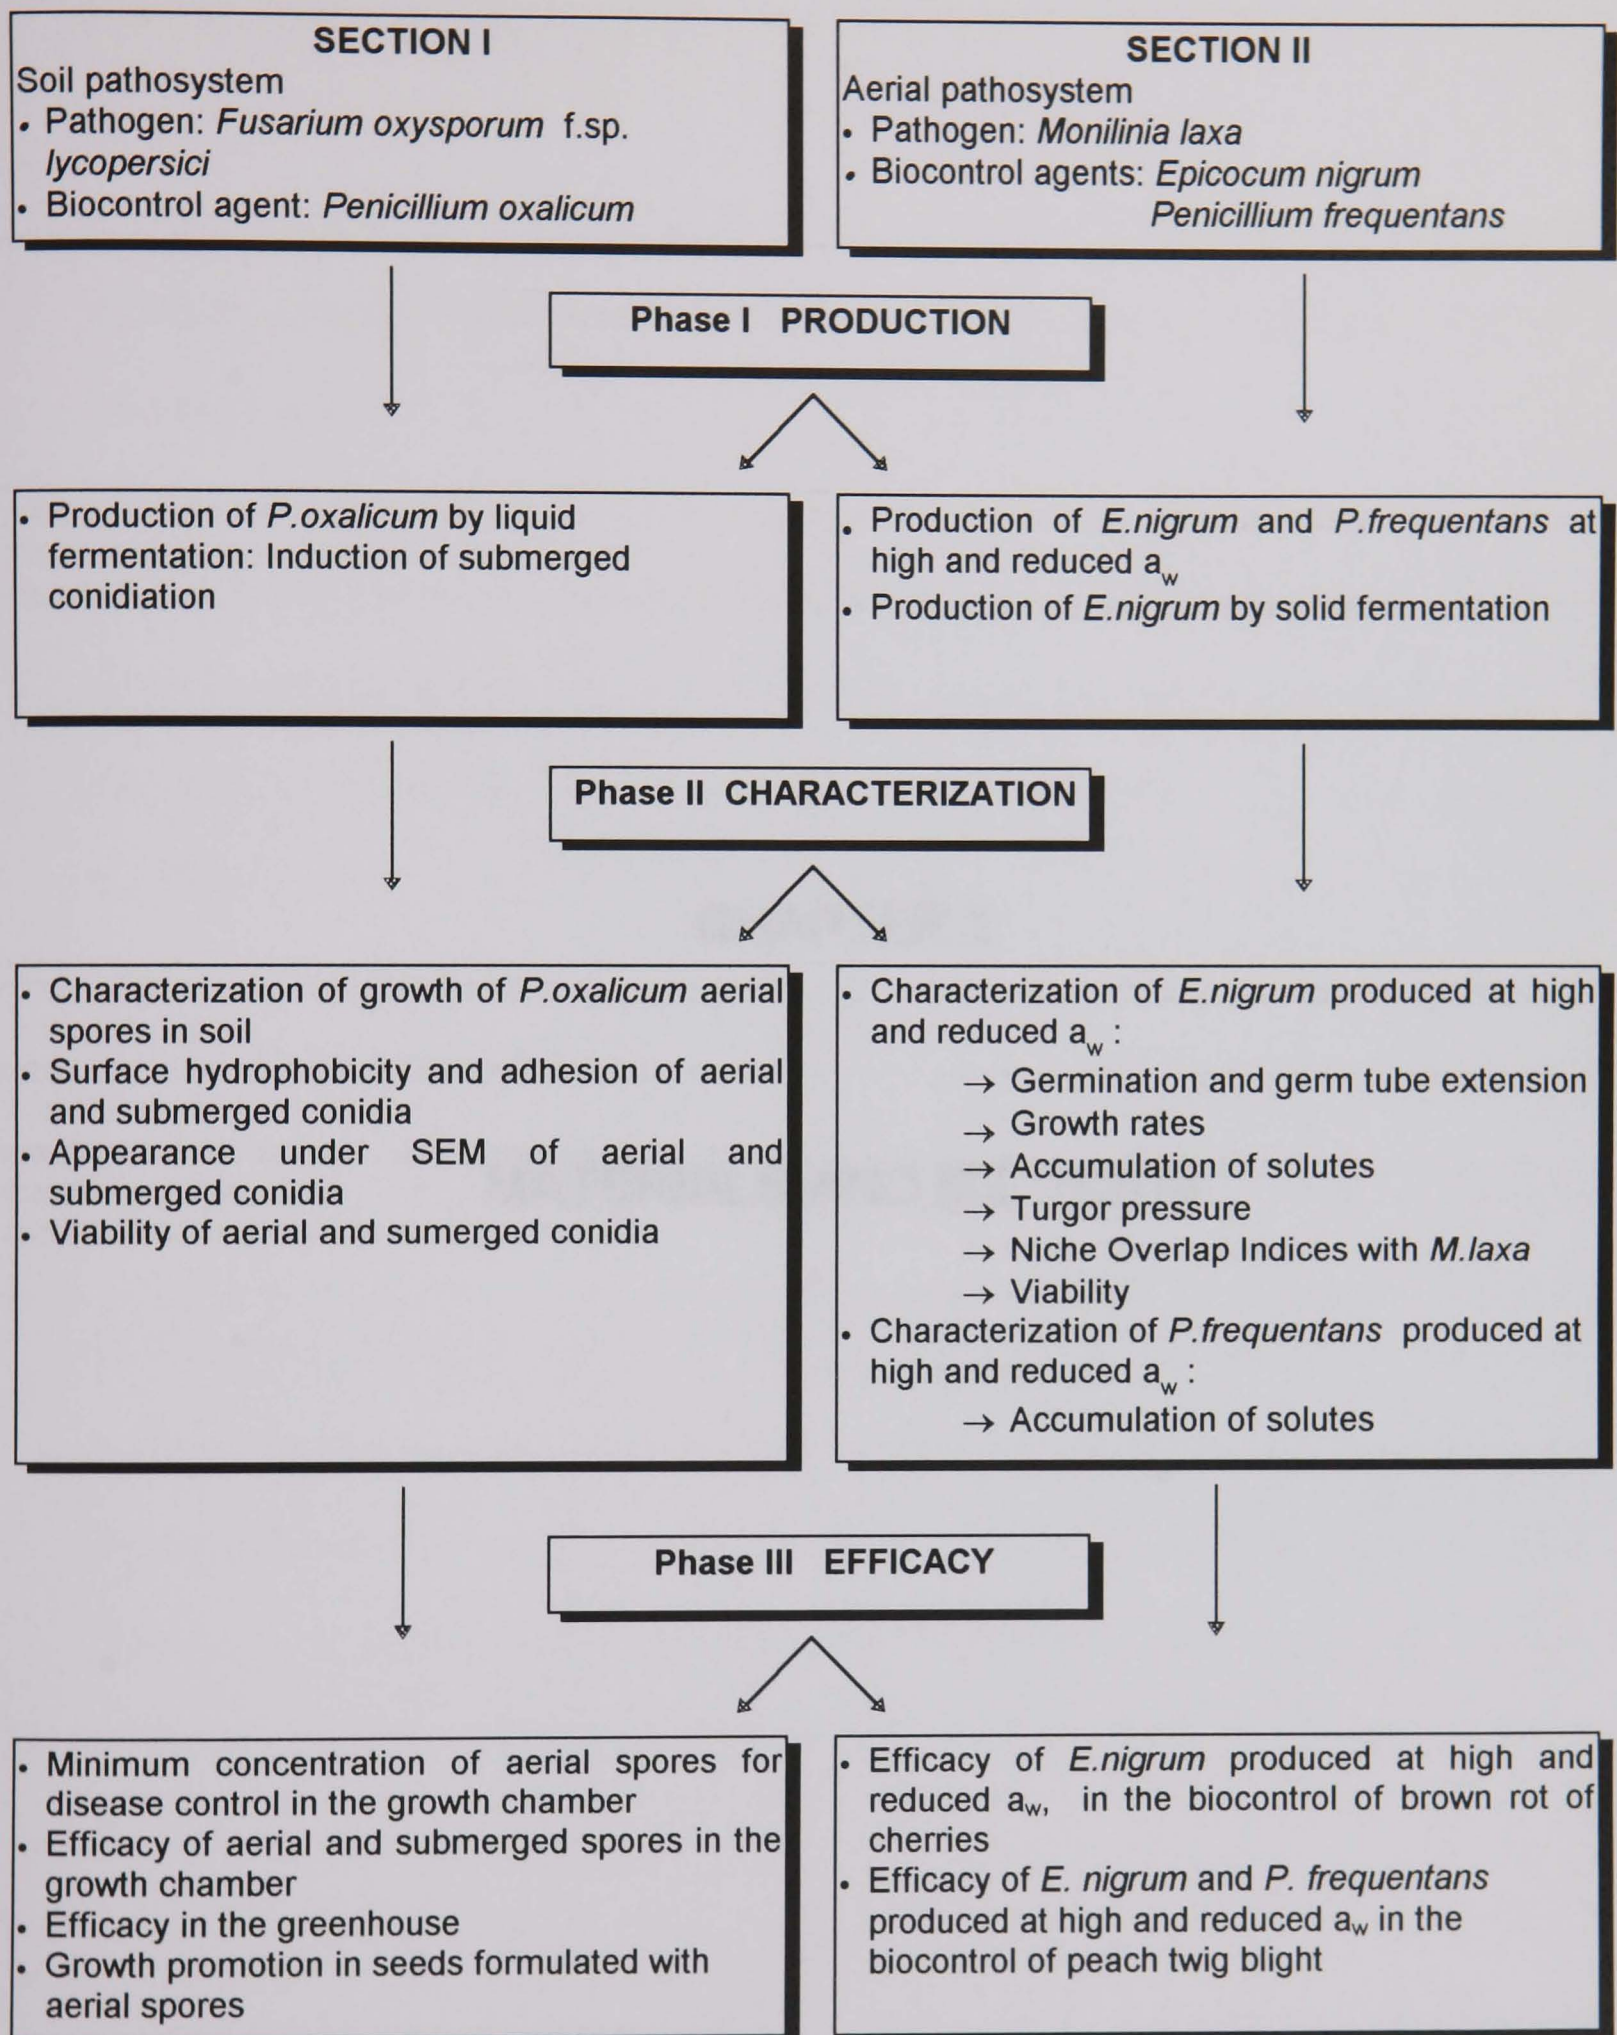 SECTION I
Soil pathosystem
• Pathogen: Fusarium oxysporum f.sp.
lycopersici
• Biocontrol agent: Penicillium oxalicum
SECTION II
Aerial pathosystem
• Pathogen: Monilinia laxa
• Biocontrol agents: Epicocum nigrum
Penicillium frequentans
Phase I PRODUCTION
• Production of P.oxalicum by liquid
fermentation: Induction of submerged
conidiation
• Production of E.nigrum and P.frequentans at
high and reduced aw
• Production of E.nigrum by solid fermentation
Phase II CHARACTERIZATION
• Characterization of growth of P.oxalicum aerial
spores in soil
• Surface hydrophobicity and adhesion of aerial
and submerged conidia
• Appearance under SEM of aerial and
submerged conidia
• Viability of aerial and sumerged conidia
• Characterization of E.nigrum produced at high
and reduced aw :
→ Germination and germ tube extension
→ Growth rates
→ Accumulation of solutes
→ Turgor pressure
→ Niche Overlap Indices with M.laxa
→ Viability
• Characterization of P.frequentans produced at
high and reduced aw :
→ Accumulation of solutes
Phase III EFFICACY
• Minimum concentration of aerial spores for
disease control in the growth chamber
• Efficacy of aerial and submerged spores in the
growth chamber
• Efficacy in the greenhouse
• Growth promotion in seeds formulated with
aerial spores
• Efficacy of E.nigrum produced at high and
reduced aw, in the biocontrol of brown rot of
cherries
• Efficacy of E. nigrum and P. frequentans
produced at high and reduced aw in the
biocontrol of peach twig blight